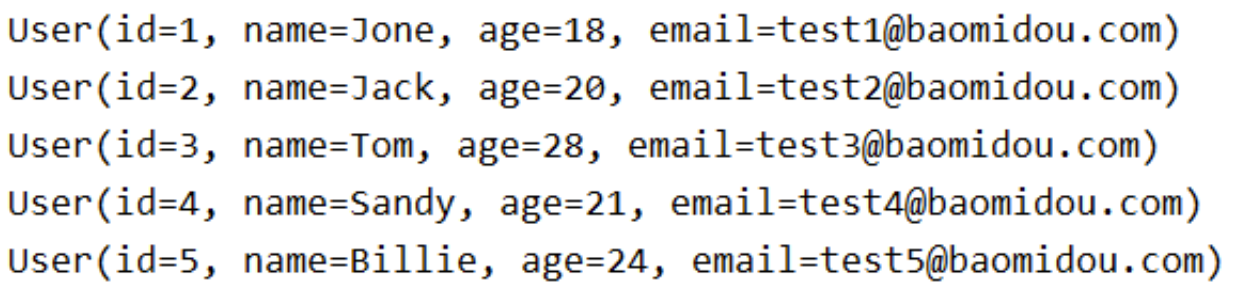 User(id=1, name=Jone, age=18, email=test1@baomidou.com)
User(id=2, name=Jack, age=20, email=test2@baomidou.com)
User(id=3, name=Tom, age=28, email=test3@baomidou.com)
User(id=4, name=Sandy, age=21, email=test4@baomidou.com)
User(id=5, name=Billie, age=24, email=test5@baomidou.com)